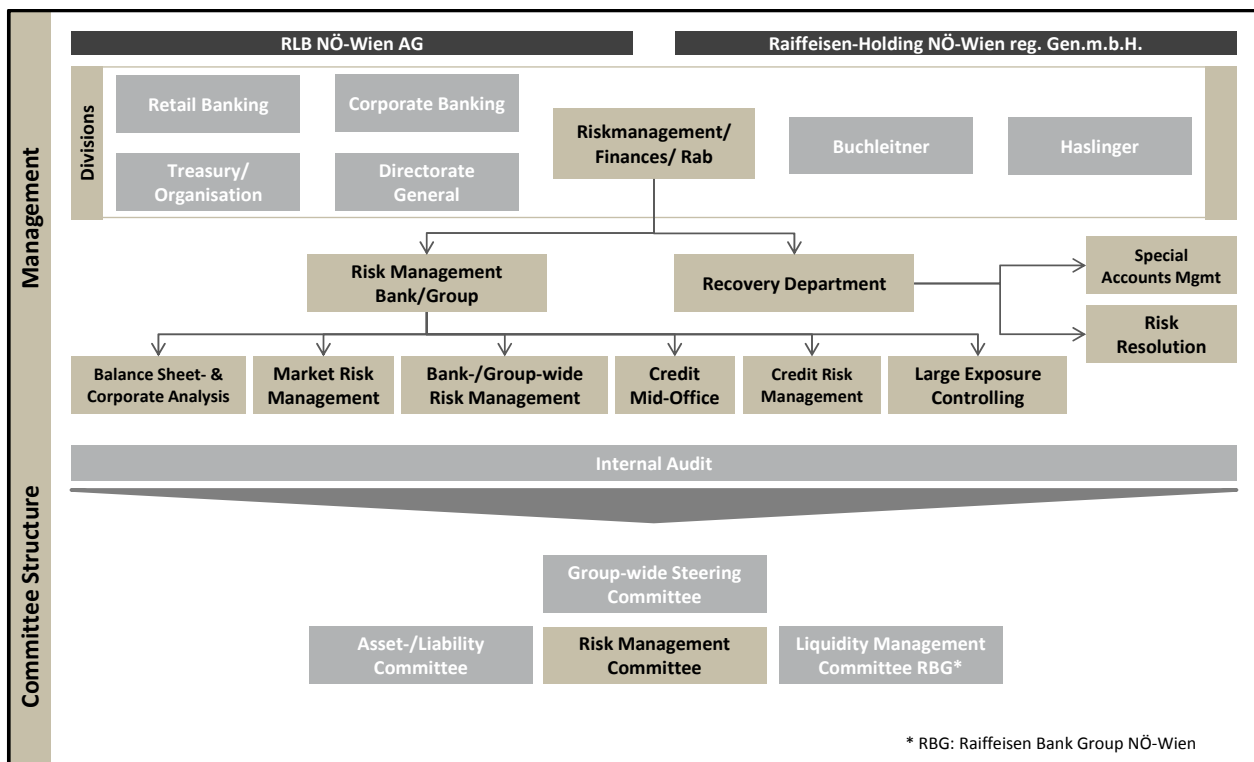 RLB NÖ-Wien AG
Raiffeisen-Holding NÖ-Wien reg. Gen.m.b.H.
Management
Divisions
Retail Banking
Corporate Banking
Treasury/
Organisation
Directorate
General
Riskmanagement/
Finances/ Rab
Buchleitner
Haslinger
Risk Management
Bank/Group
Recovery Department
Special
Accounts Mgmt
Risk
Resolution
Balance Sheet- &
Corporate Analysis
Market Risk
Management
Bank-/Group-wide
Risk Management
Credit
Mid-Office
Credit Risk
Management
Large Exposure
Controlling
Internal Audit
Committee Structure
Group-wide Steering
Committee
Asset-/Liability
Committee
Risk Management
Committee
Liquidity Management
Committee RBG*
* RBG: Raiffeisen Bank Group NÖ-Wien